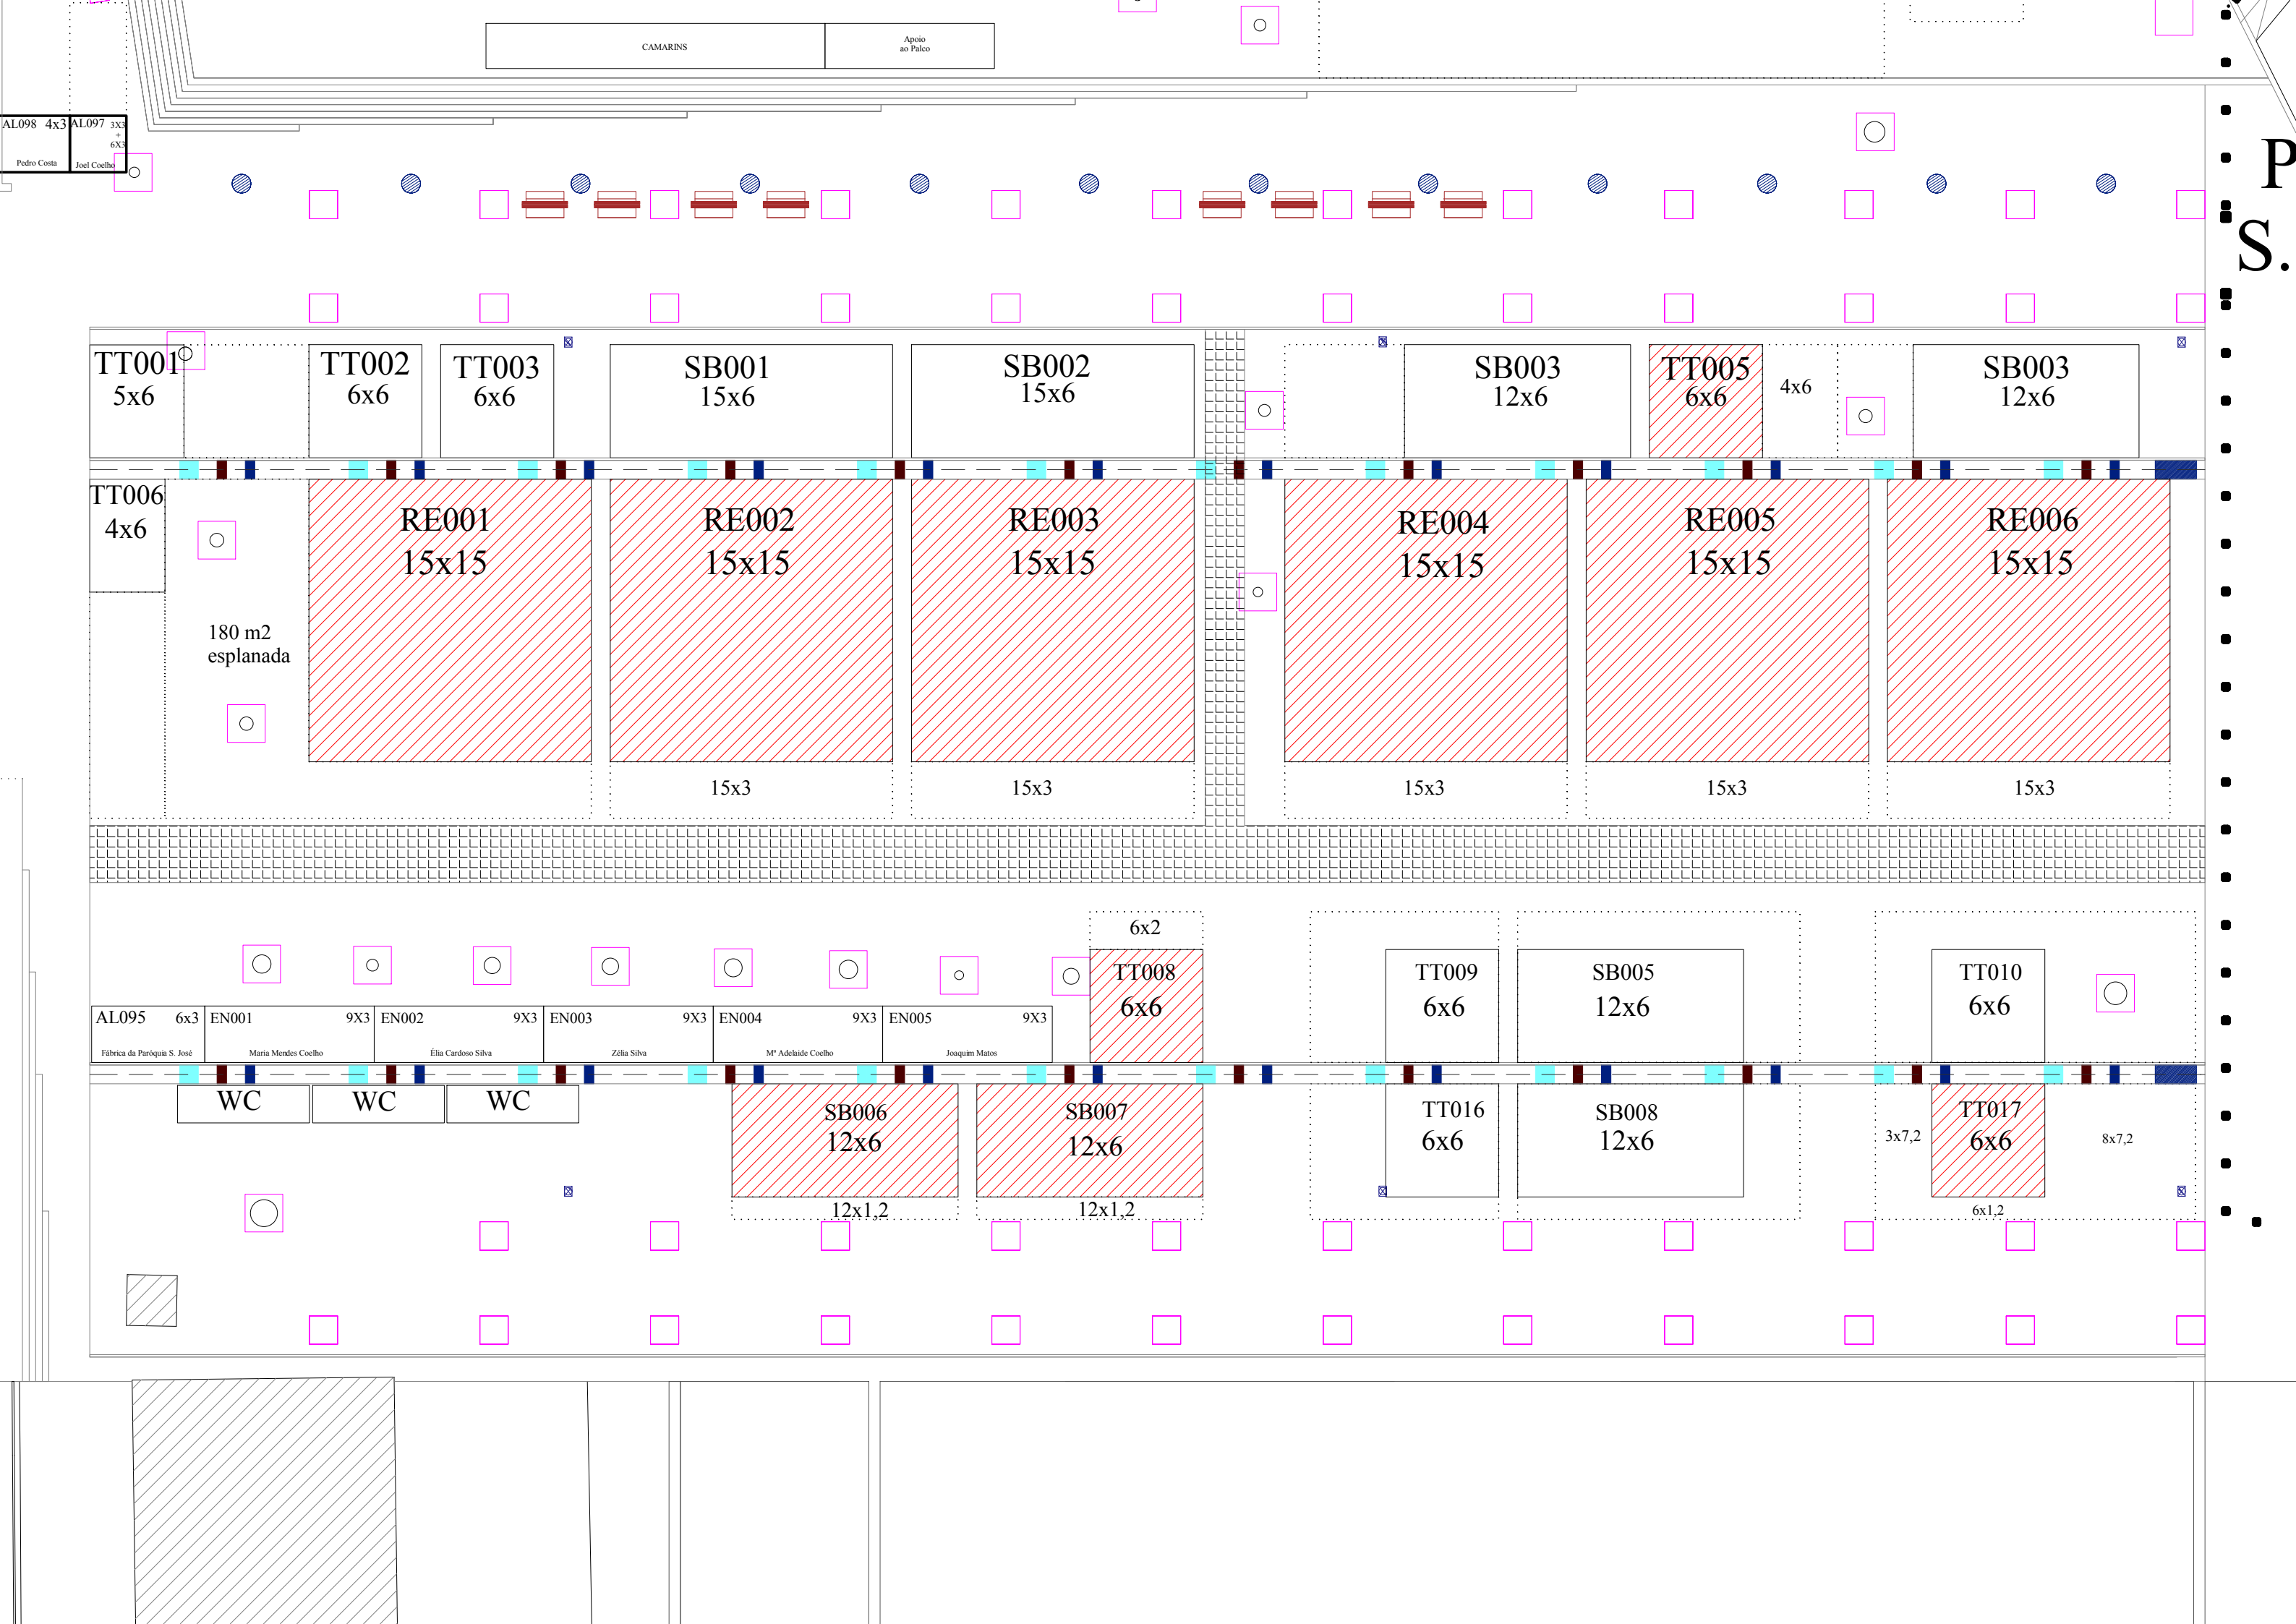 CAMARINS
Apoio
ao Palco
AL098 4x3
Pedro Costa
AL097 3X3
+
6X3
Joel Coelho
P
S.
TT001
5x6
TT002
6x6
TT003
6x6
SB001
15x6
SB002
15x6
SB003
12x6
TT005
6x6
4x6
SB003
12x6
TT006
4x6
RE001
15x15
RE002
15x15
RE003
15x15
RE004
15x15
RE005
15x15
RE006
15x15
180 m2
esplanada
15x3
15x3
15x3
15x3
15x3
6x2
TT008
6x6
TT009
6x6
SB005
12x6
TT010
6x6
AL095 6x3
Fábrica da Paróquia S. José
EN001 9X3
Maria Mendes Coelho
EN002 9X3
Élia Cardoso Silva
EN003 9X3
Zélia Silva
EN004 9X3
Mª Adelaide Coelho
EN005 9X3
Joaquim Matos
WC
WC
WC
SB006
12x6
12x1,2
SB007
12x6
12x1,2
TT016
6x6
SB008
12x6
3x7,2
TT017
6x6
8x7,2
6x1,2